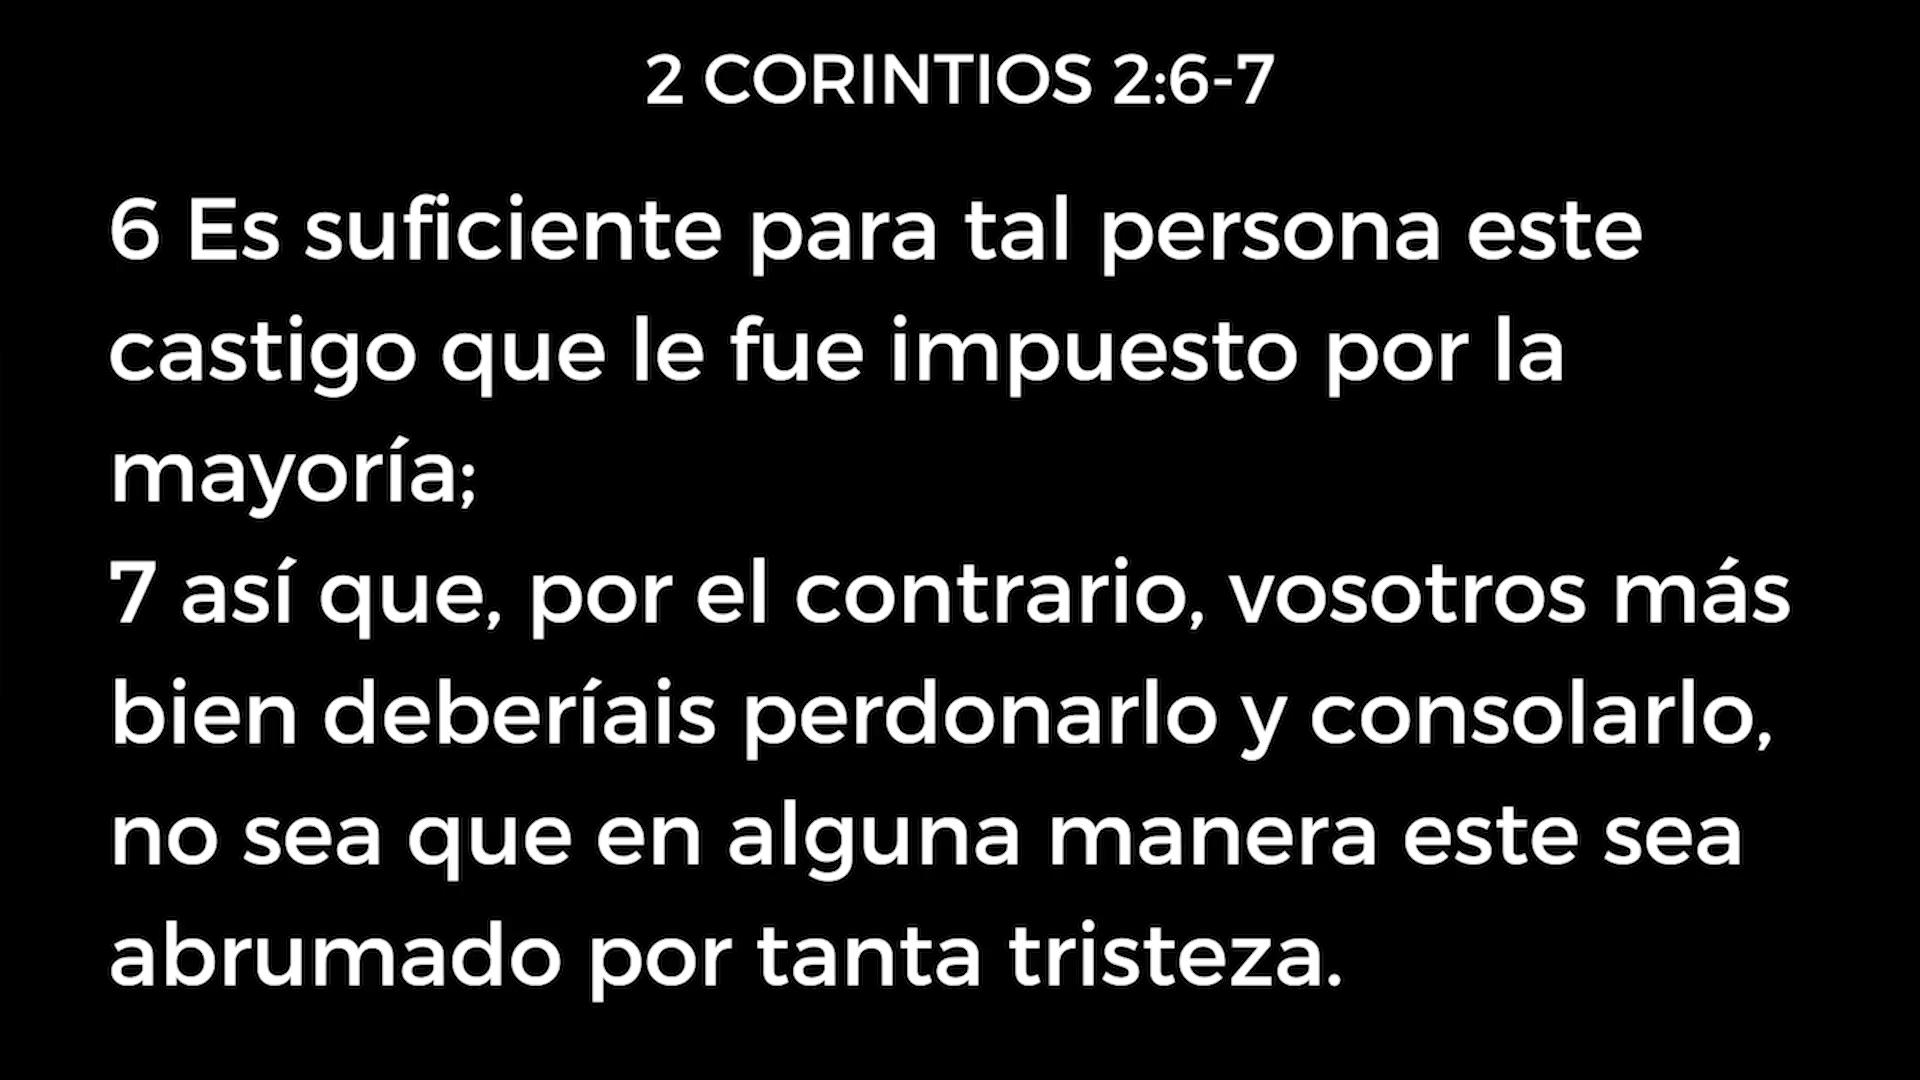 2 CORINTIOS 2:6-7
6 Es suficiente para tal persona este
castigo que le fue impuesto por la
mayoría;
7 así que, por el contrario, vosotros más
bien deberíais perdonarlo y consolarlo,
no sea que en alguna manera este sea
abrumado por tanta tristeza.